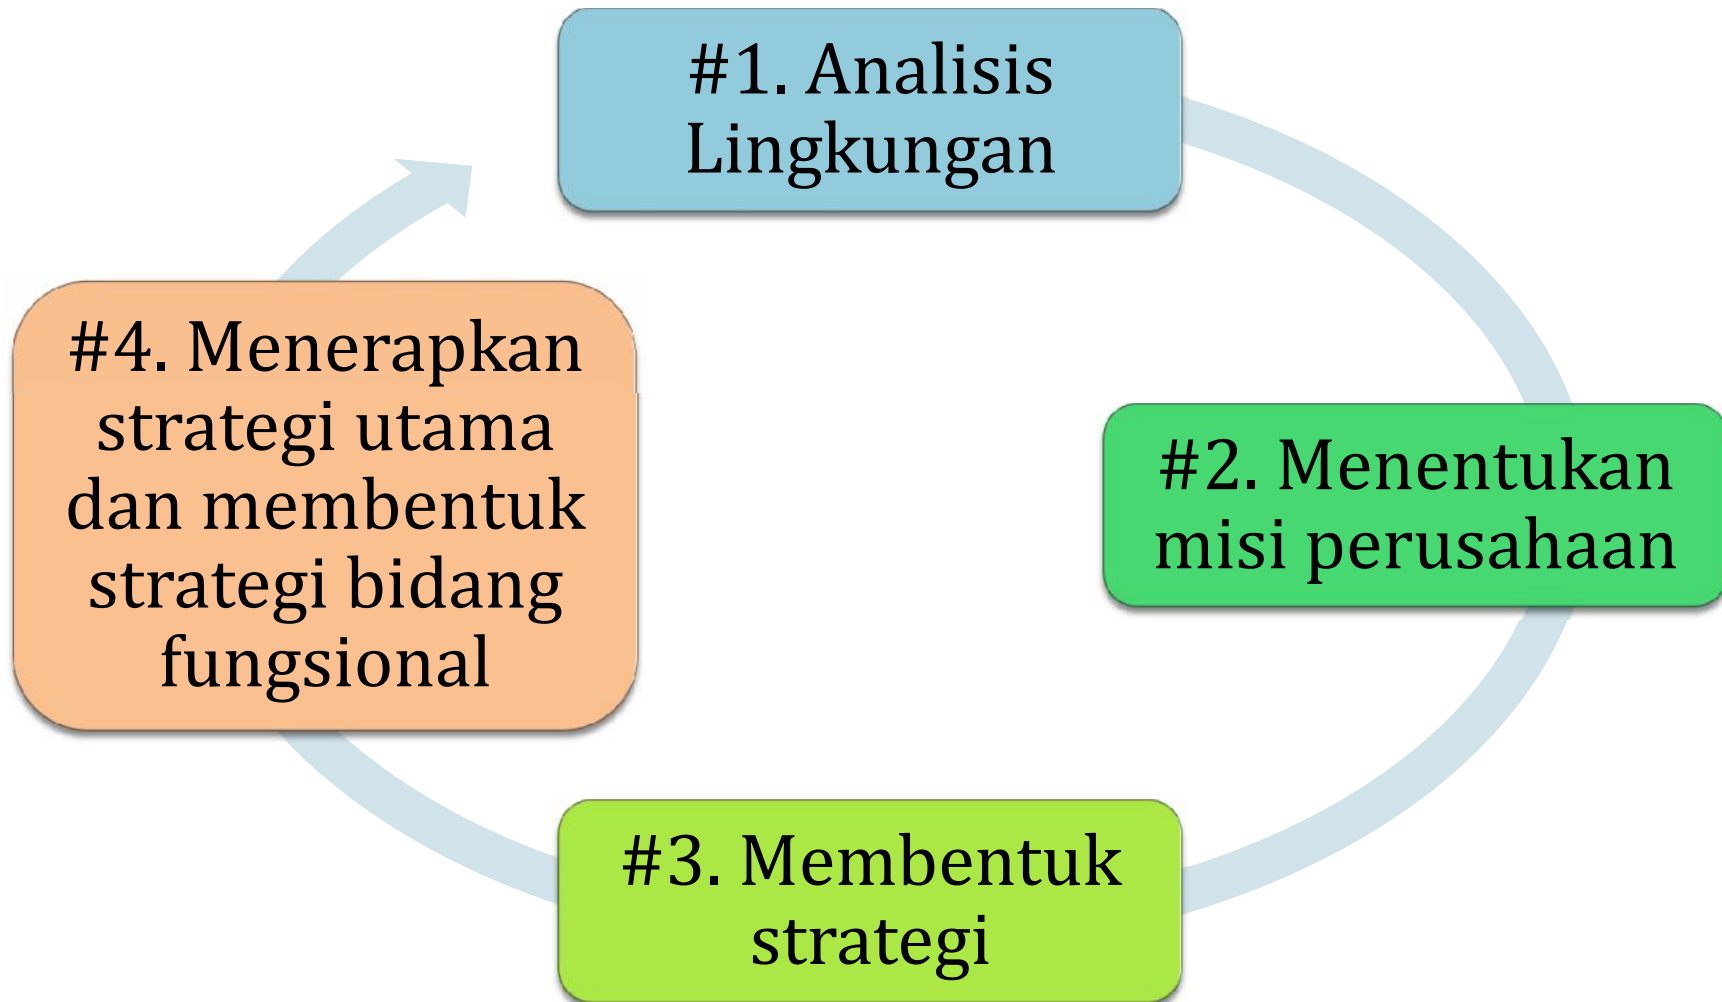 #1. Analisis
Lingkungan
#2. Menentukan
misi perusahaan
#3. Membentuk
strategi
#4. Menerapkan
strategi utama
dan membentuk
strategi bidang
fungsional